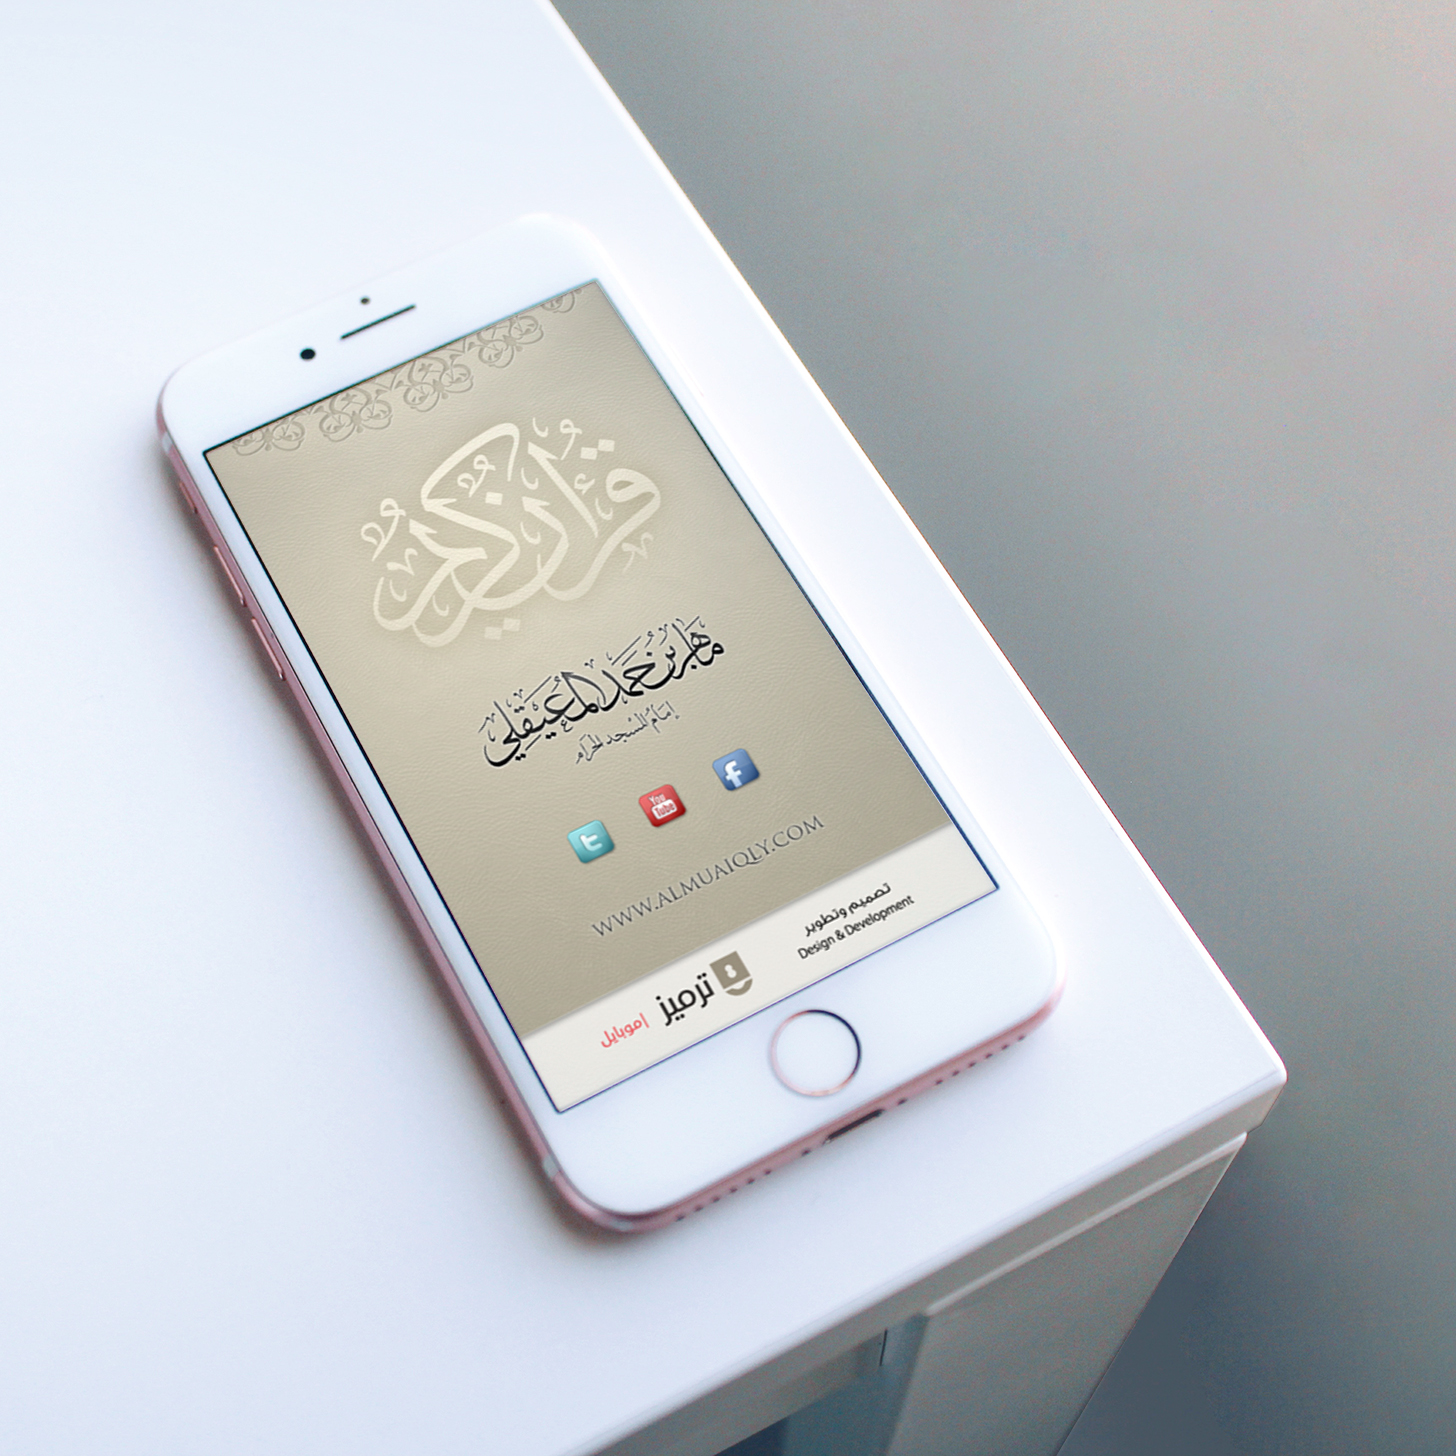 قرآن كريم
ماهر بن حمد المعيقلي
إمام المسجد الحرام
f
You Tube
t
WWW.ALMUAIQLY.COM
تصميم وتطوير
Design & Development
ترميز |موبايل